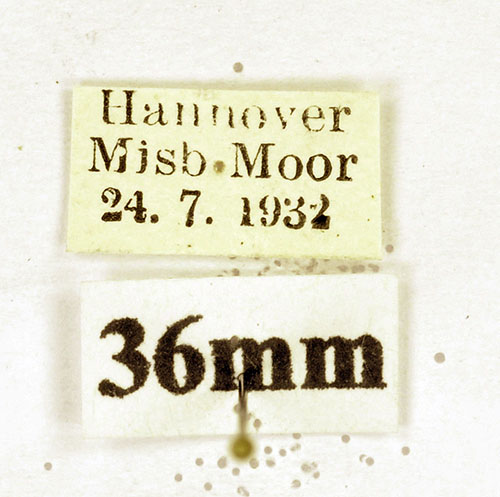 Hannover
Misb. Moor
24. 7. 1932
36mm